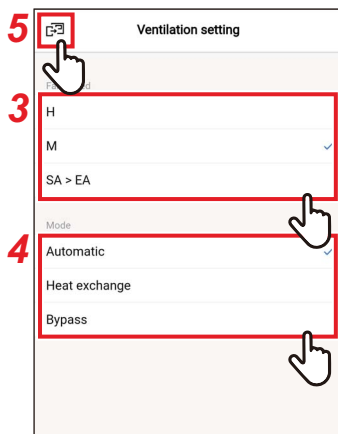 5
Ventilation setting
3
H
M
SA > EA
Mode
4
Automatic
Heat exchange
Bypass